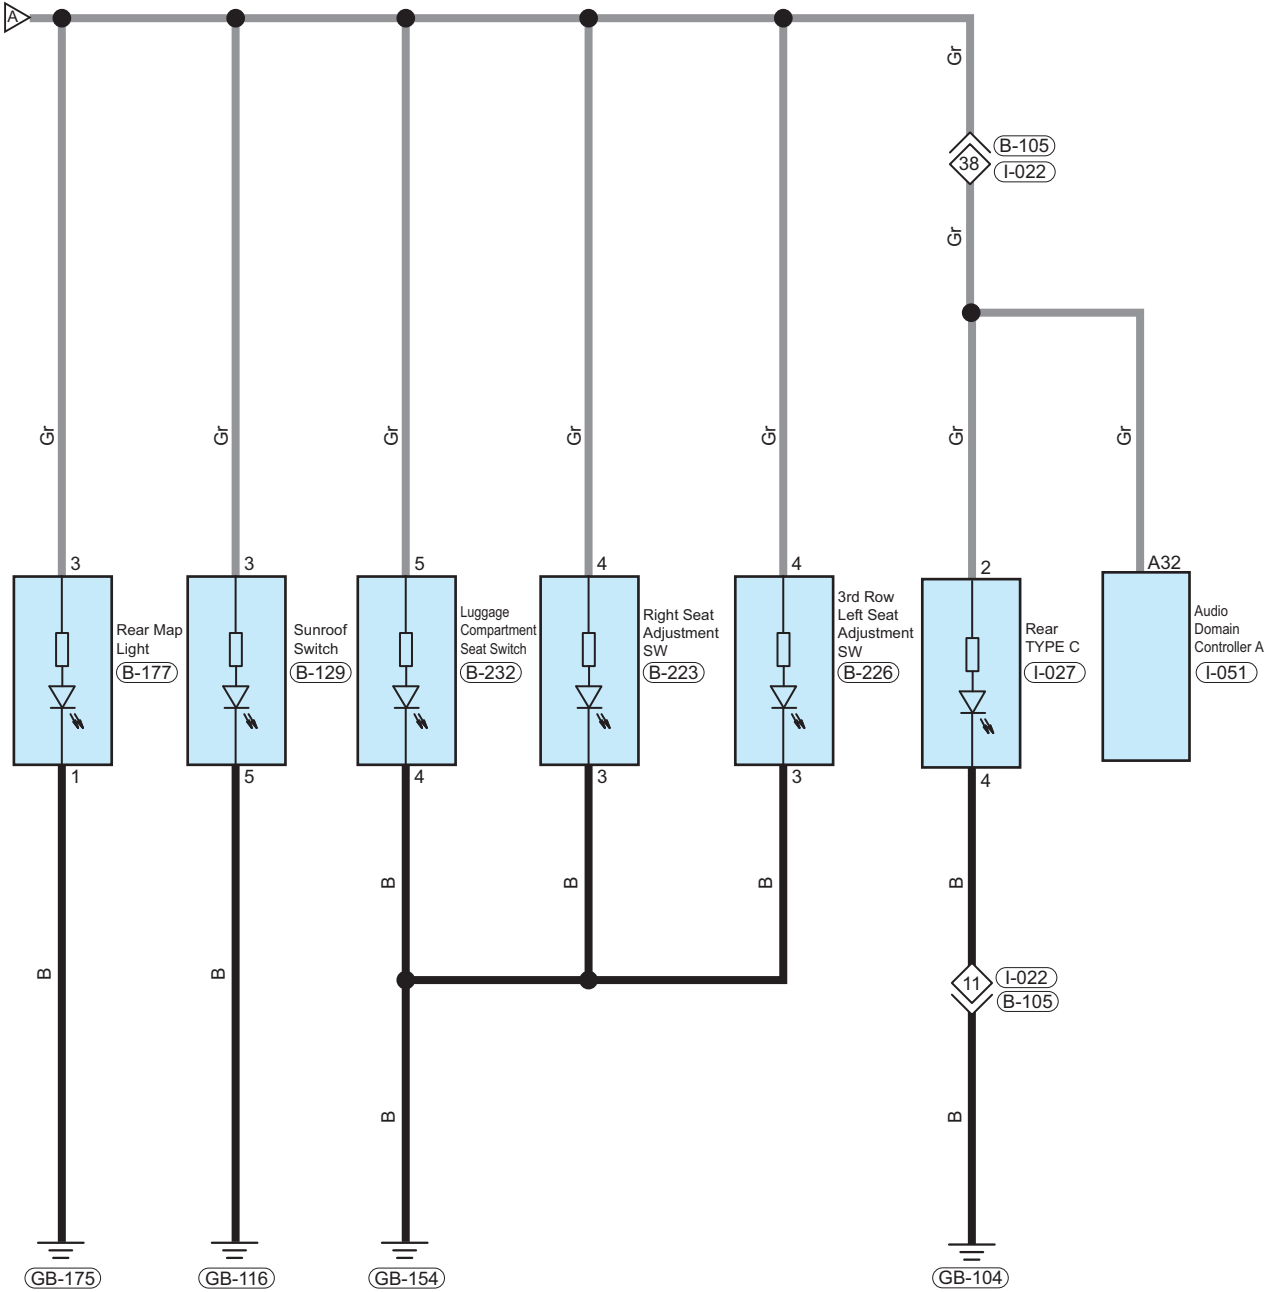 A
Gr
B-105
38
I-022
Gr
Gr
Gr
Gr
Gr
Gr
Gr
Gr
3
3
5
4
4
2
A32
Rear Map
Light
B-177
Sunroof
Switch
B-129
Luggage
Compartment
Seat Switch
B-232
Right Seat
Adjustment
SW
B-223
3rd Row
Left Seat
Adjustment
SW
B-226
Rear
TYPE C
I-027
Audio
Domain
Controller A
I-051
1
5
4
3
3
4
B
B
B
B
B
B
11
I-022
B-105
B
B
GB-175
GB-116
GB-154
GB-104